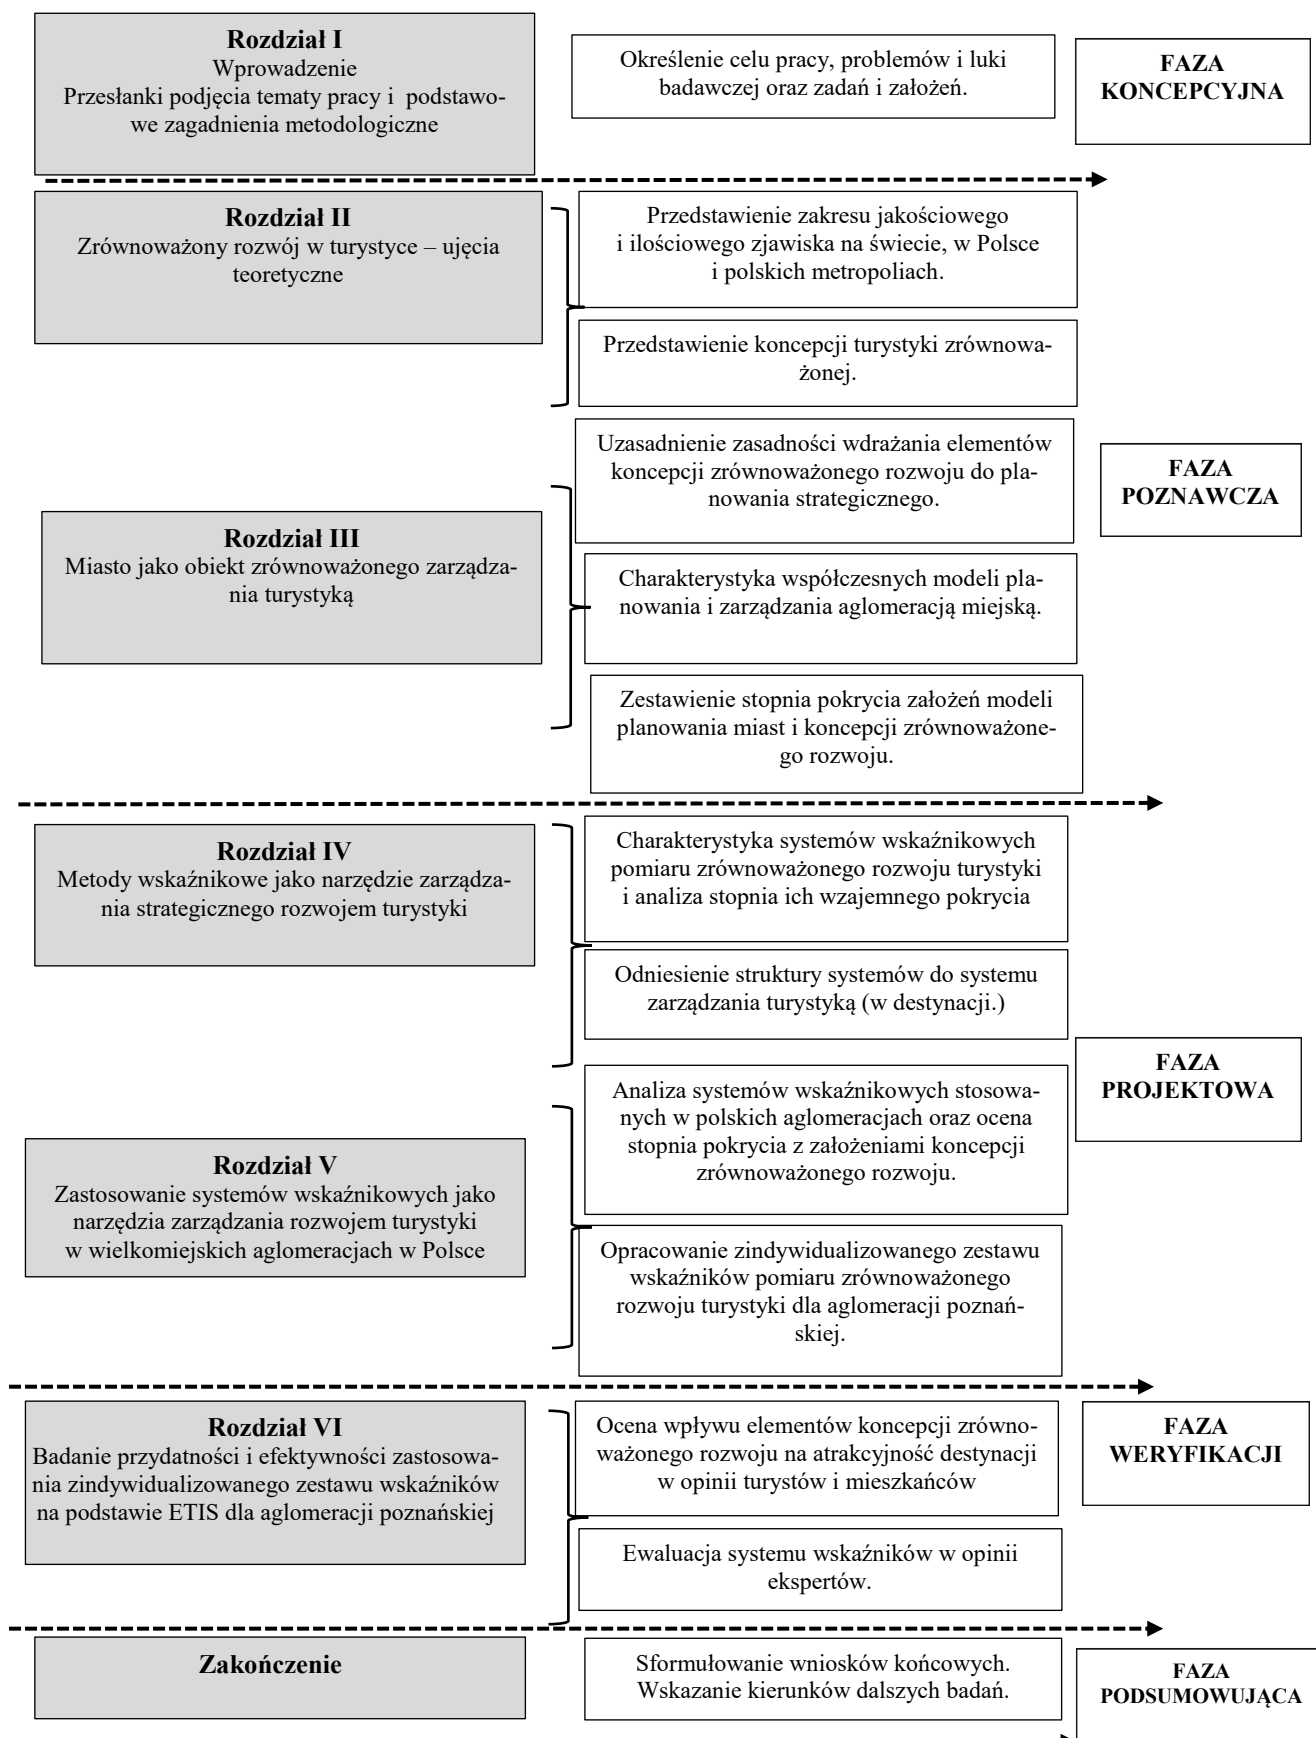 Rozdział I
Wprowadzenie
Przesłanki podjęcia tematy pracy i podstawo-
we zagadnienia metodologiczne
Określenie celu pracy, problemów i luki
badawczej oraz zadań i założeń.
FAZA
KONCEPCYJNA
Rozdział II
Zrównoważony rozwój w turystyce – ujęcia
teoretyczne
Przedstawienie zakresu jakościowego
i ilościowego zjawiska na świecie, w Polsce
i polskich metropoliach.
Przedstawienie koncepcji turystyki zrównowa-
żonej.
Rozdział III
Miasto jako obiekt zrównoważonego zarządza-
nia turystyką
Uzasadnienie zasadności wdrażania elementów
koncepcji zrównoważonego rozwoju do pla-
nowania strategicznego.
Charakterystyka współczesnych modeli pla-
nowania i zarządzania aglomeracją miejską.
Zestawienie stopnia pokrycia założeń modeli
planowania miast i koncepcji zrównoważone-
go rozwoju.
FAZA
POZNAWCZA
Rozdział IV
Metody wskaźnikowe jako narzędzie zarządza-
nia strategicznego rozwojem turystyki
Charakterystyka systemów wskaźnikowych
pomiaru zrównoważonego rozwoju turystyki
i analiza stopnia ich wzajemnego pokrycia
Odniesienie struktury systemów do systemu
zarządzania turystyką (w destynacji.)
Rozdział V
Zastosowanie systemów wskaźnikowych jako
narzędzia zarządzania rozwojem turystyki
w wielkomiejskich aglomeracjach w Polsce
Analiza systemów wskaźnikowych stosowa-
nych w polskich aglomeracjach oraz ocena
stopnia pokrycia z założeniami koncepcji
zrównoważonego rozwoju.
Opracowanie zindywidualizowanego zestawu
wskaźników pomiaru zrównoważonego
rozwoju turystyki dla aglomeracji poznań-
skiej.
FAZA
PROJEKTOWA
Rozdział VI
Badanie przydatności i efektywności zastosowa-
nia zindywidualizowanego zestawu wskaźników
na podstawie ETIS dla aglomeracji poznańskiej
Ocena wpływu elementów koncepcji zrówno-
ważonego rozwoju na atrakcyjność destynacji
w opinii turystów i mieszkańców
Ewaluacja systemu wskaźników w opinii
ekspertów.
FAZA
WERYFIKACJI
Zakończenie
Sformułowanie wniosków końcowych.
Wskazanie kierunków dalszych badań.
FAZA
PODSUMOWUJĄCA